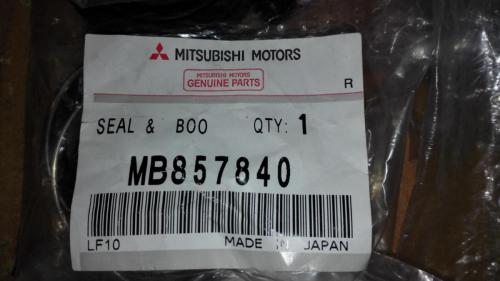 MITSUBISHI MOTORS
MITSUBISHI MOTORS
GENUINE PARTS
R
SEAL & BOO QTY: 1
MB857840
LF10 MADE IN JAPAN